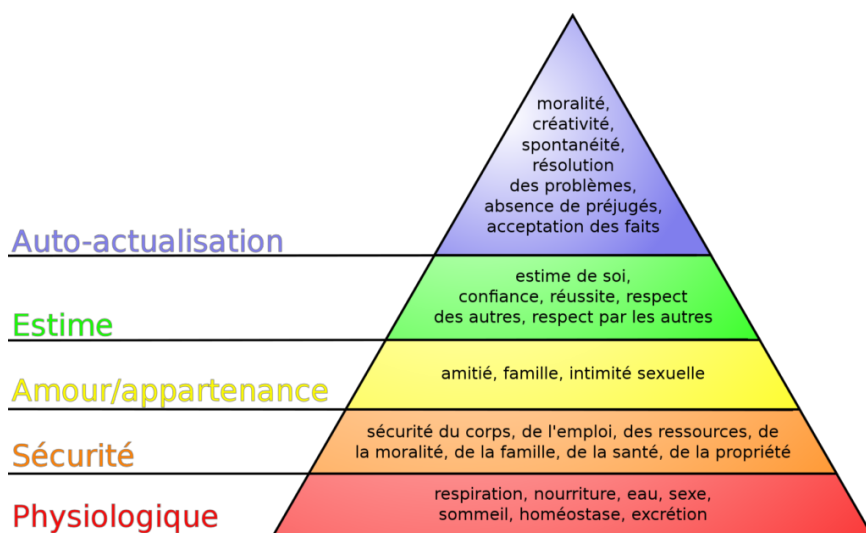 moralité,
créativité,
spontanéité,
résolution
des problèmes,
absence de préjugés,
acceptation des faits
Auto-actualisation
estime de soi,
confiance, réussite, respect
des autres, respect par les autres
Estime
amitié, famille, intimité sexuelle
Amour/appartenance
sécurité du corps, de l'emploi, des ressources, de
la moralité, de la famille, de la santé, de la propriété
Sécurité
respiration, nourriture, eau, sexe,
sommeil, homéostase, excrétion
Physiologique